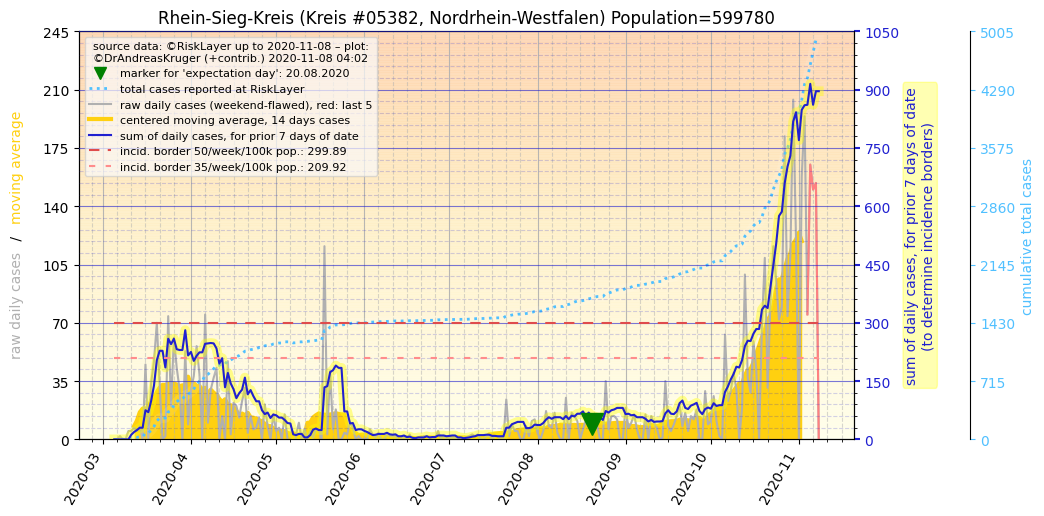 Rhein-Sieg-Kreis (Kreis #05382, Nordrhein-Westfalen) Population=599780
source data: ©RiskLayer up to 2020-11-08 – plot:
©DrAndreasKruger (+contrib.) 2020-11-08 04:02
marker for 'expectation day': 20.08.2020
total cases reported at RiskLayer
raw daily cases (weekend-flawed), red: last 5
centered moving average, 14 days cases
sum of daily cases, for prior 7 days of date
incid. border 50/week/100k pop.: 299.89
incid. border 35/week/100k pop.: 209.92
raw daily cases / moving average
245
210
175
140
105
70
35
0
2020-03
2020-04
2020-05
2020-06
2020-07
2020-08
2020-09
2020-10
2020-11
1050
900
750
600
450
300
150
0
sum of daily cases, for prior 7 days of date
(to determine incidence borders)
5005
4290
3575
2860
2145
1430
715
0
cumulative total cases